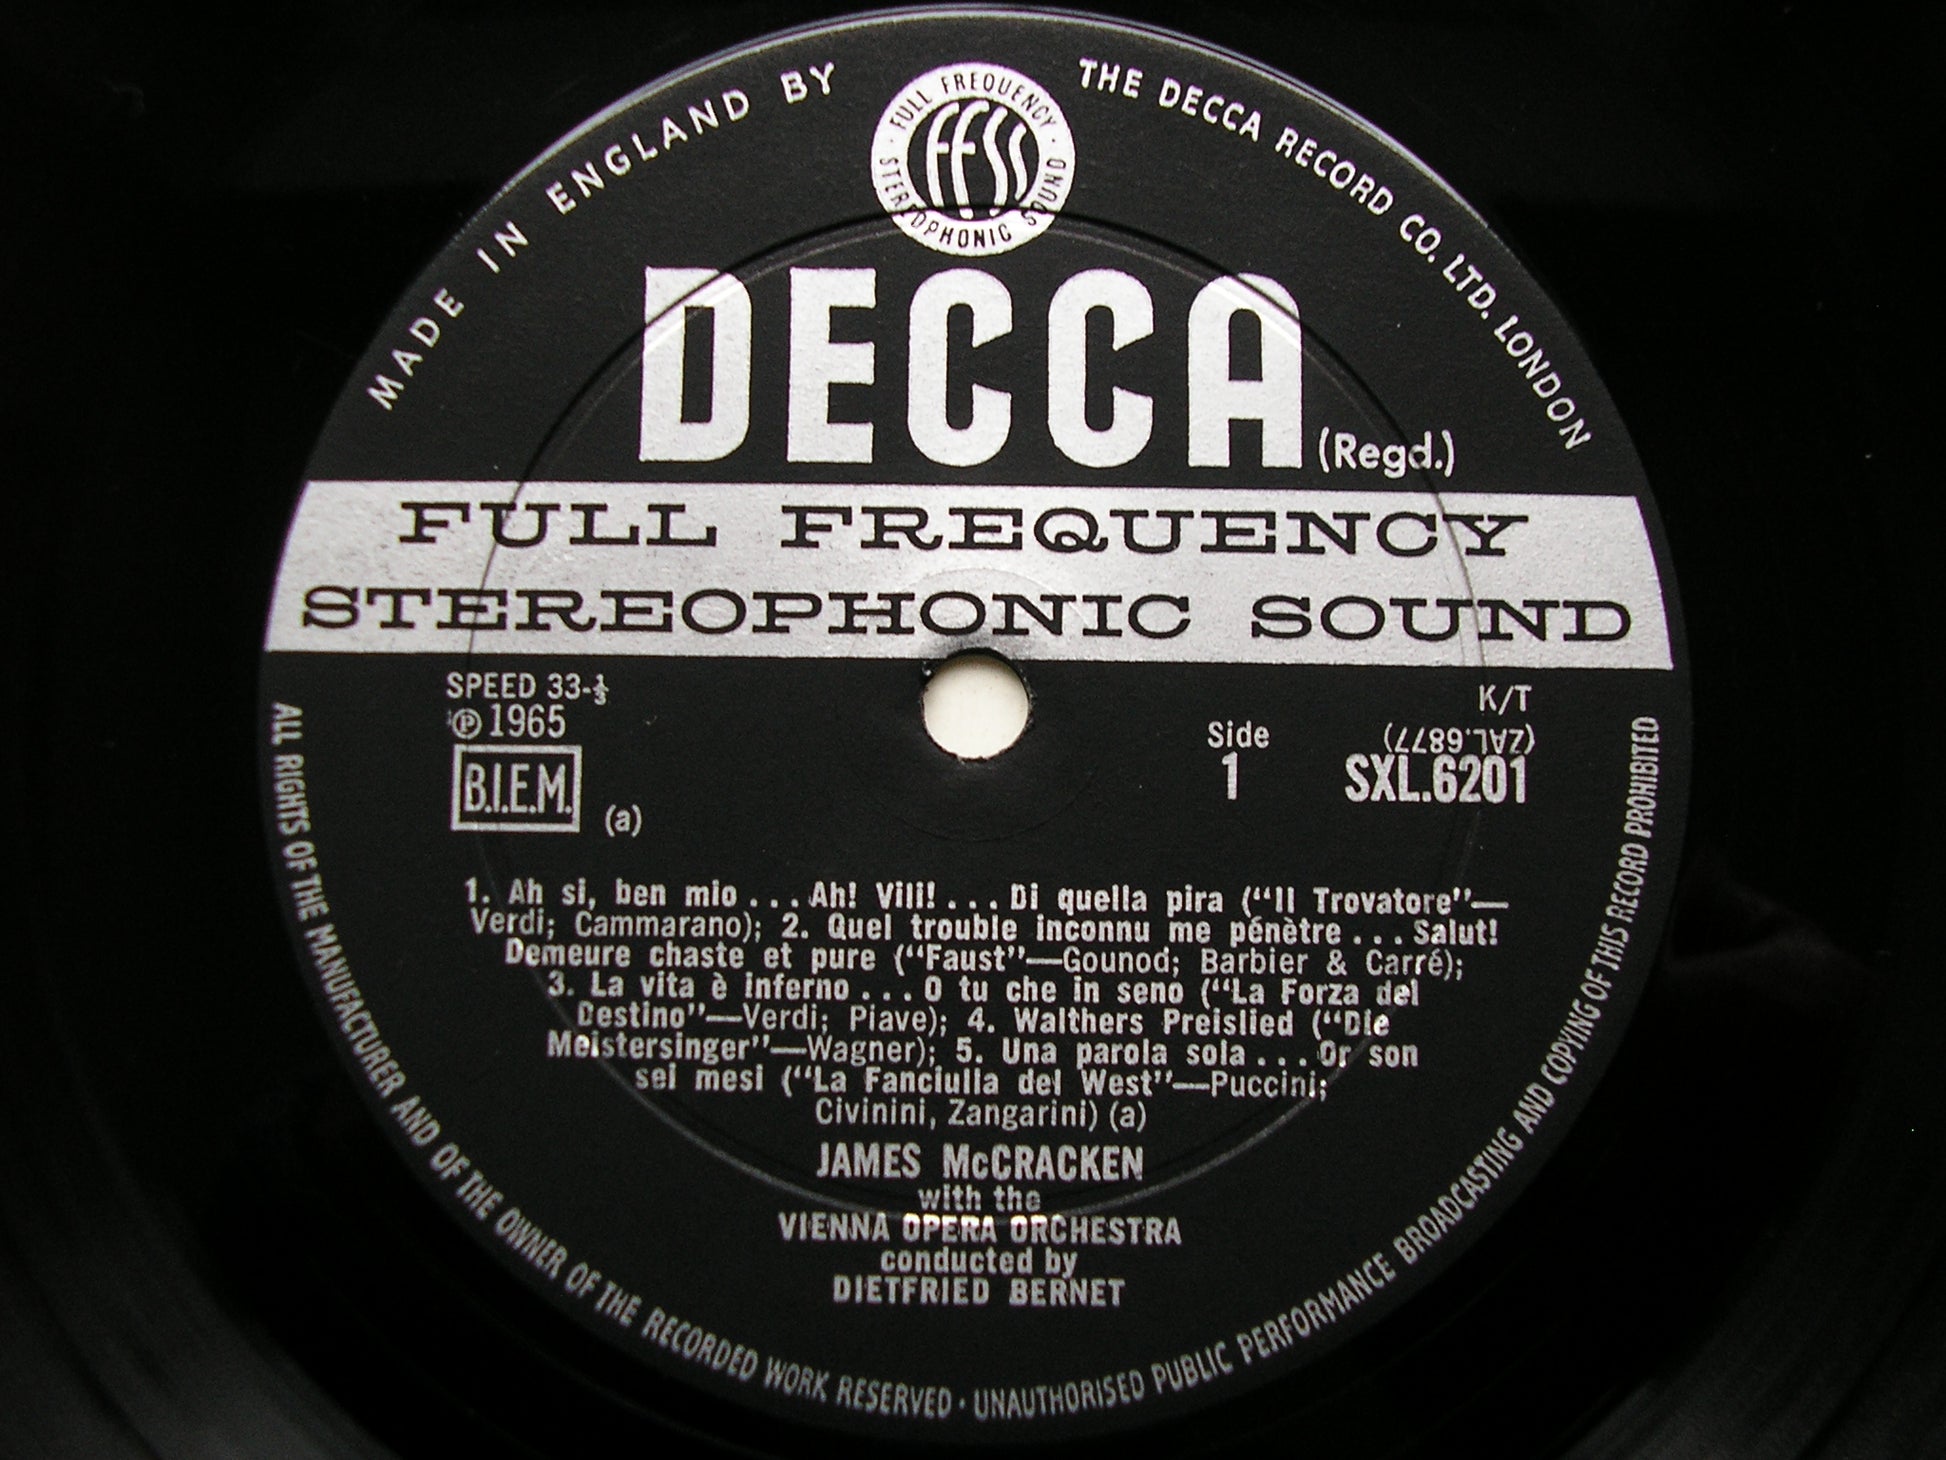 MADE IN ENGLAND BY
THE DECCA RECORD CO. LTD. LONDON
FULL FREQUENCY
STEREOPHONIC SOUND
FFSS
DECCA (Regd.)
FULL FREQUENCY
STEREOPHONIC SOUND
SPEED 33-⅓
℗ 1965
B.I.E.M.
(a)
Side
1
K/T
(ZAL.6877)
SXL.6201
1. Ah si, ben mio . . . Ah! Vili! . . . Di quella pira (“Il Trovatore”—
Verdi; Cammarano); 2. Quel trouble inconnu me pénètre . . . Salut!
Demeure chaste et pure (“Faust”—Gounod; Barbier & Carré);
3. La vita è inferno . . . O tu che in seno (“La Forza del
Destino”—Verdi; Piave); 4. Walthers Preislied (“Die
Meistersinger”—Wagner); 5. Una parola sola . . . Or son
sei mesi (“La Fanciulla del West”—Puccini;
Civinini, Zangarini) (a)
JAMES McCRACKEN
with the
VIENNA OPERA ORCHESTRA
conducted by
DIETFRIED BERNET
ALL RIGHTS OF THE MANUFACTURER AND OF THE OWNER OF THE RECORDED WORK RESERVED · UNAUTHORISED PUBLIC PERFORMANCE BROADCASTING AND COPYING OF THIS RECORD PROHIBITED